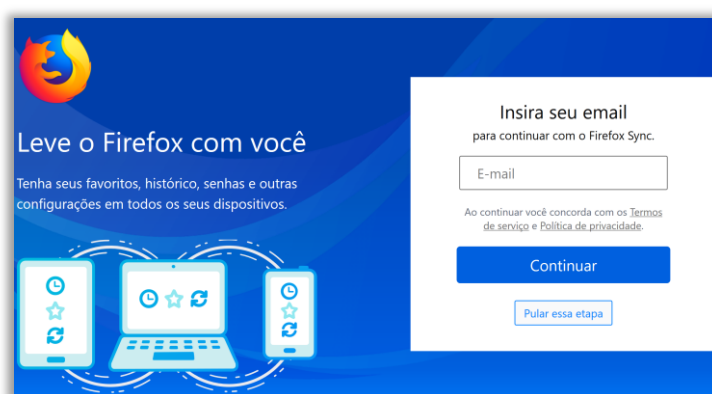 Leve o Firefox com você
Tenha seus favoritos, histórico, senhas e outras
configurações em todos os seus dispositivos.
Insira seu email
para continuar com o Firefox Sync.
E-mail
Ao continuar você concorda com os Termos
de serviço e Política de privacidade.
Continuar
Pular essa etapa